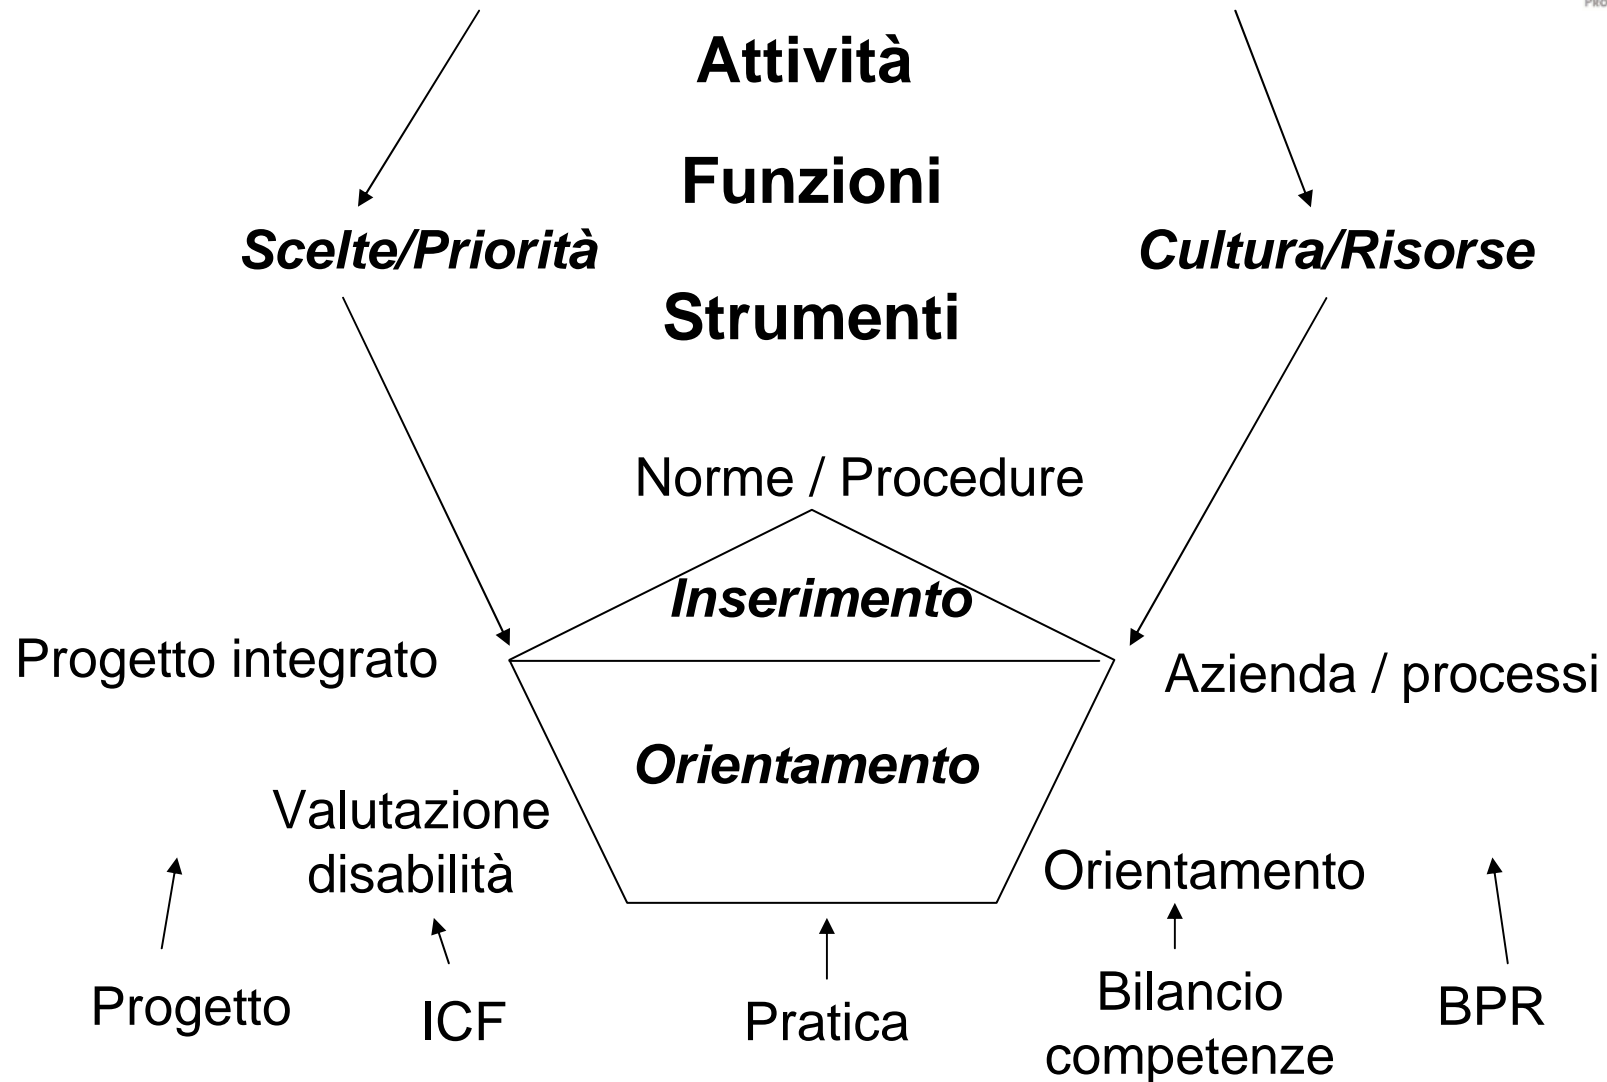 Attività
Funzioni
Scelte/Priorità
Cultura/Risorse
Strumenti
Norme / Procedure
Inserimento
Progetto integrato
Azienda / processi
Orientamento
Valutazione
disabilità
Orientamento
Progetto
ICF
Pratica
Bilancio
competenze
BPR